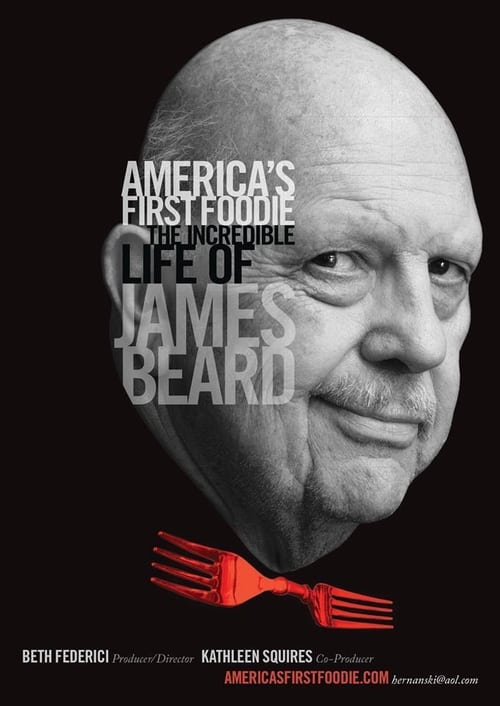 AMERICA'S
FIRST FOODIE
THE INCREDIBLE
LIFE OF
JAMES
BEARD
BETH FEDERICI Producer/Director KATHLEEN SQUIRES Co-Producer
AMERICASFIRSTFOODIE.COM hernanski@aol.com